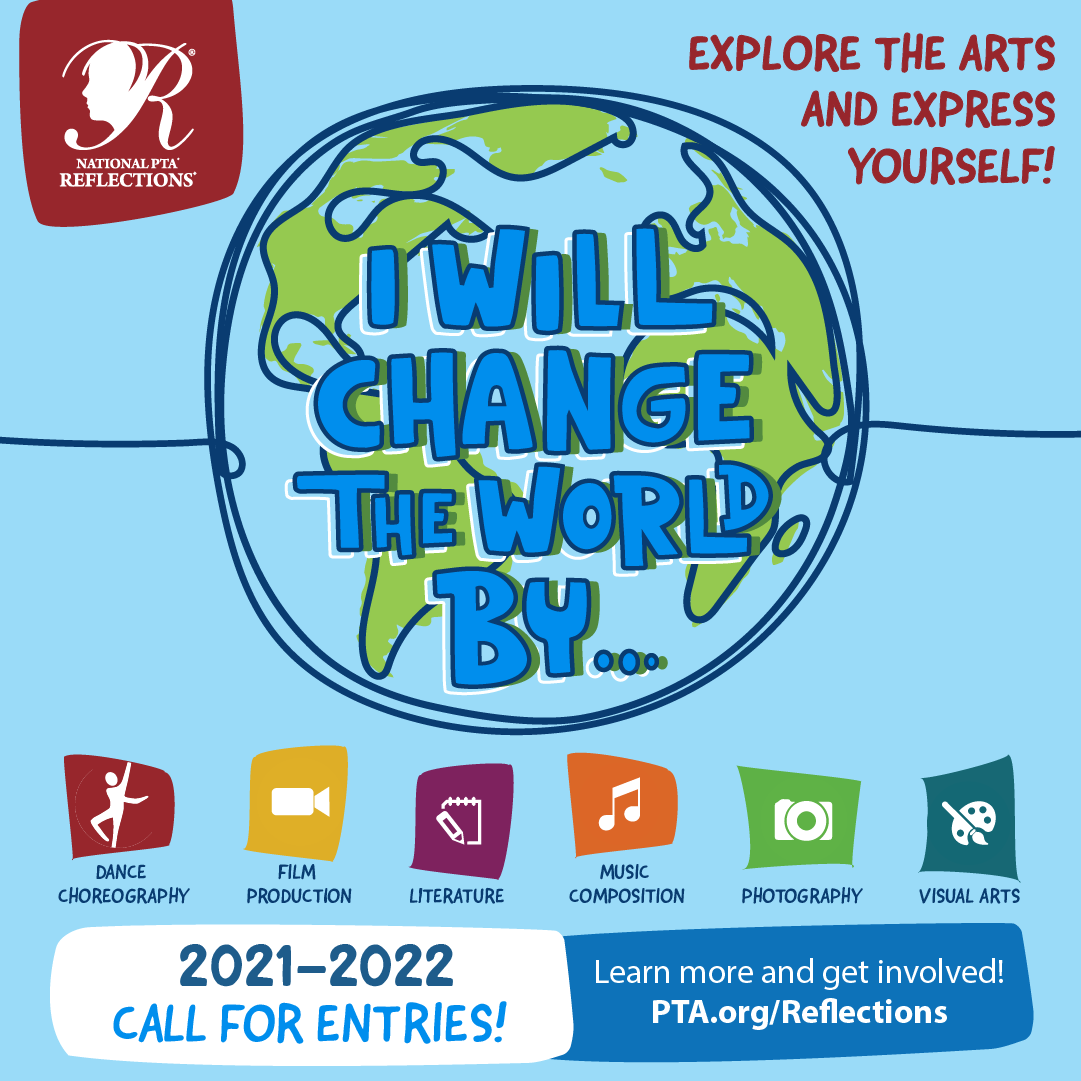 R®
NATIONAL PTA®
REFLECTIONS®
EXPLORE THE ARTS
AND EXPRESS
YOURSELF!
I WILL
CHANGE
THE WORLD
BY...
DANCE
CHOREOGRAPHY
FILM
PRODUCTION
LITERATURE
MUSIC
COMPOSITION
PHOTOGRAPHY
VISUAL ARTS
2021–2022
CALL FOR ENTRIES!
Learn more and get involved!
PTA.org/Reflections